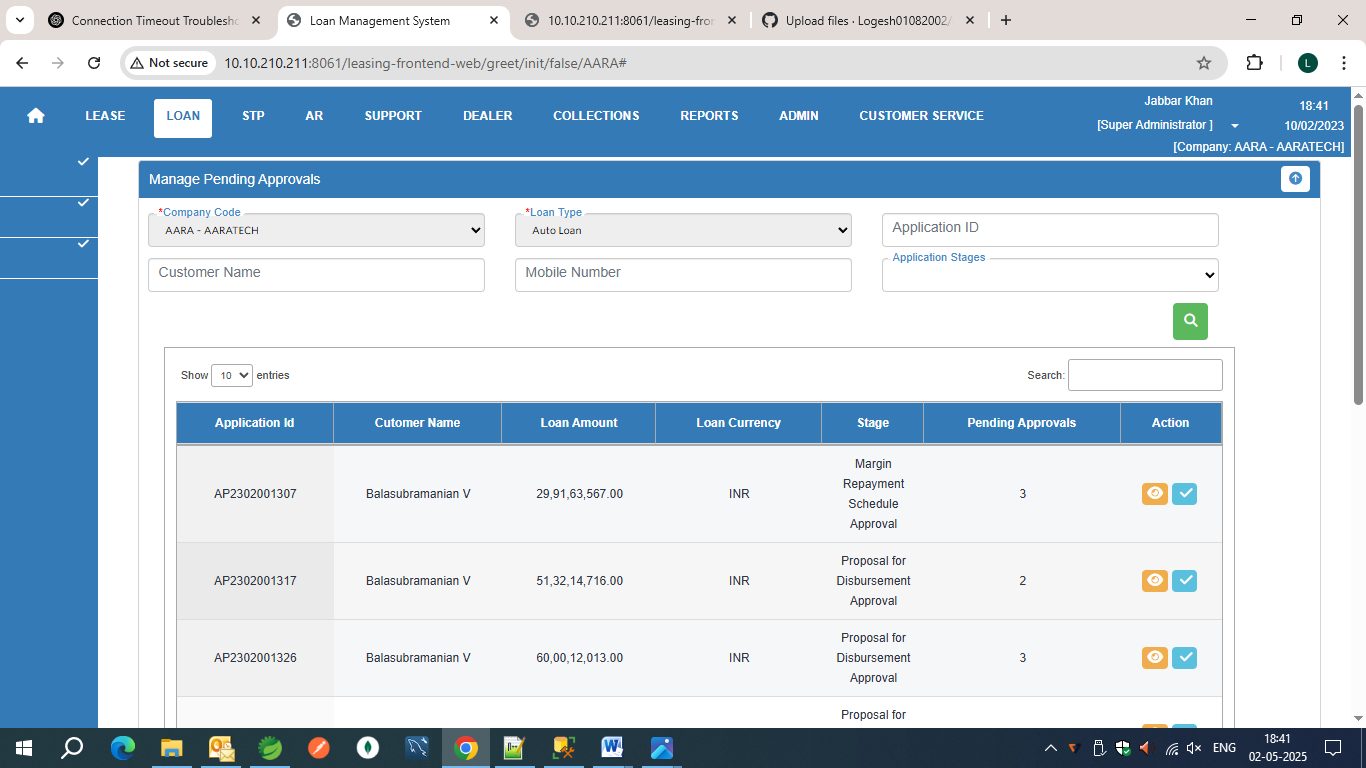 Connection Timeout Troublesho
Loan Management System
10.10.210.211:8061/leasing-fro
Upload files · Logesh01082002/
Not secure
10.10.210.211:8061/leasing-frontend-web/greet/init/false/AARA#
L
LEASE LOAN STP AR SUPPORT DEALER COLLECTIONS REPORTS ADMIN CUSTOMER SERVICE
Jabbar Khan
18:41
[Super Administrator ]
10/02/2023
[Company: AARA - AARATECH]
Manage Pending Approvals
*Company Code
AARA - AARATECH
*Loan Type
Auto Loan
Application ID
Customer Name
Mobile Number
Application Stages
Show 10 entries
Search:
Application Id Cutomer Name Loan Amount Loan Currency Stage Pending Approvals Action
AP2302001307 Balasubramanian V 29,91,63,567.00 INR
Margin
Repayment
Schedule
Approval
3
AP2302001317 Balasubramanian V 51,32,14,716.00 INR
Proposal for
Disbursement
Approval
2
AP2302001326 Balasubramanian V 60,00,12,013.00 INR
Proposal for
Disbursement
Approval
3
Proposal for
ENG
18:41
02-05-2025